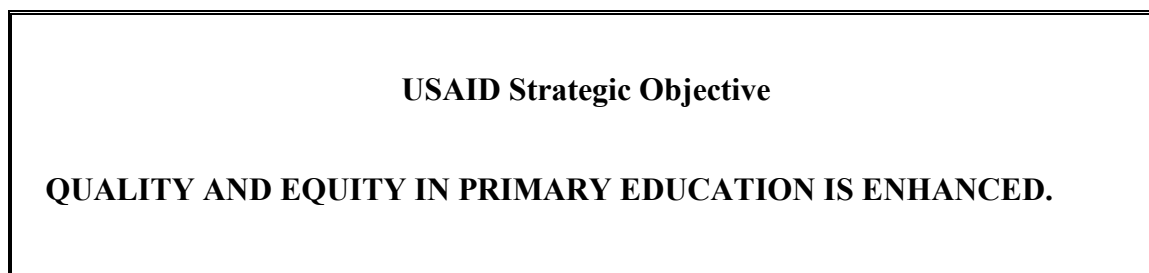 USAID Strategic Objective
QUALITY AND EQUITY IN PRIMARY EDUCATION IS ENHANCED.